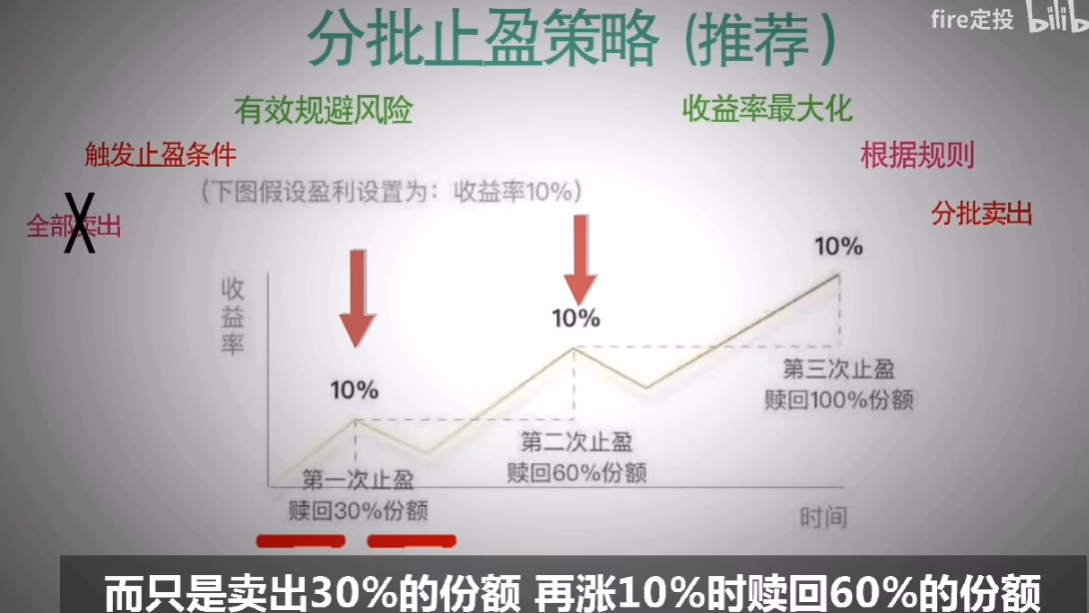 fire定投 bilib
分批止盈策略(推荐)
有效规避风险
收益率最大化
触发止盈条件
根据规则
(下图假设盈利设置为：收益率10%)
全部卖出
分批卖出
10%
收益率
10%
10%
第三次止盈
赎回100%份额
第二次止盈
赎回60%份额
第一次止盈
赎回30%份额
时间
而只是卖出30%的份额 再涨10%时赎回60%的份额